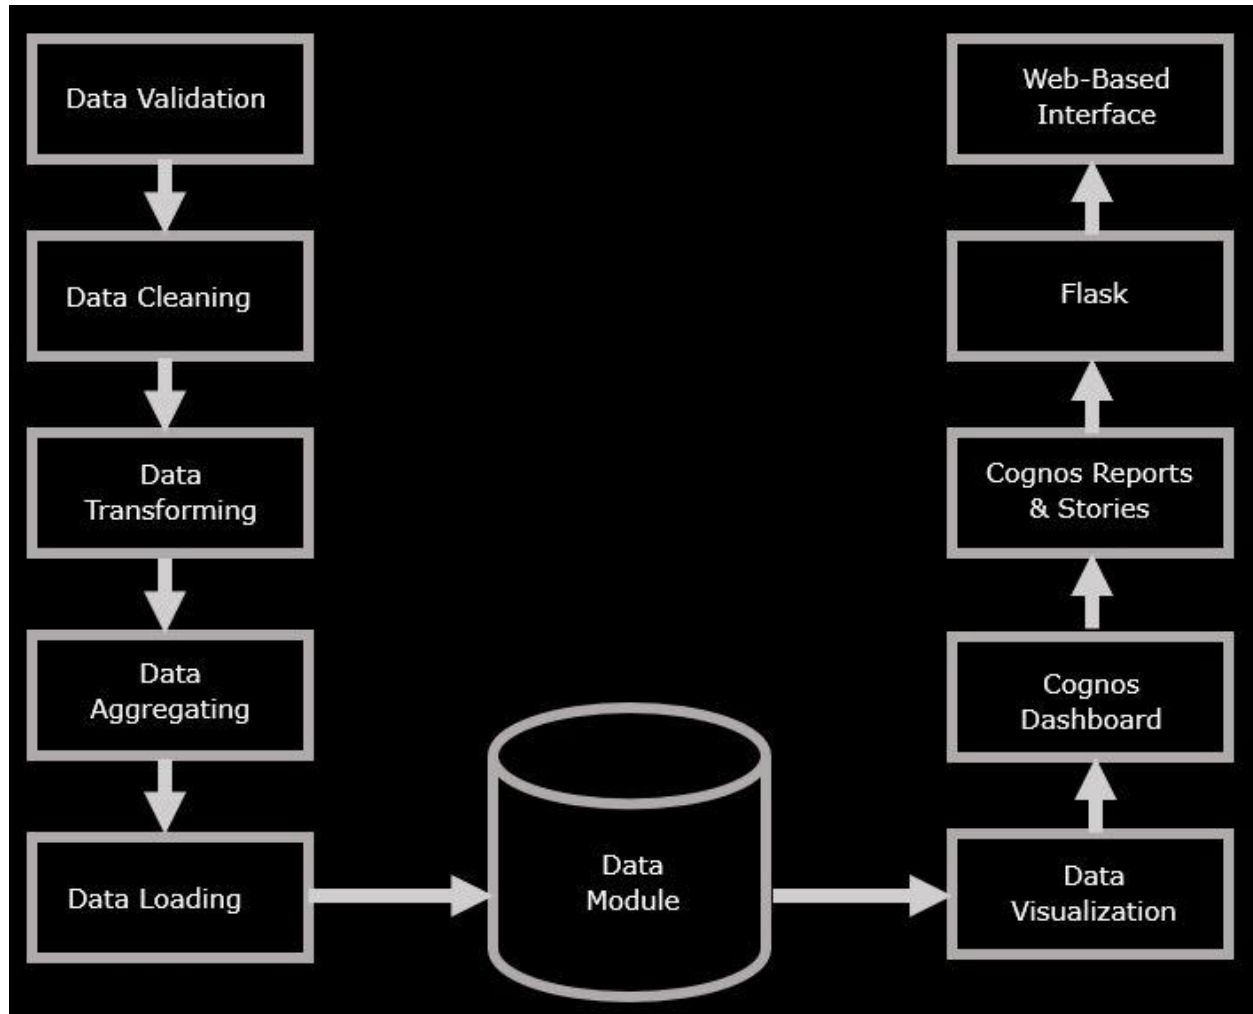 Data Validation
Data Cleaning
Data
Transforming
Data
Aggregating
Data Loading
Data
Module
Data
Visualization
Cognos
Dashboard
Cognos Reports
& Stories
Flask
Web-Based
Interface